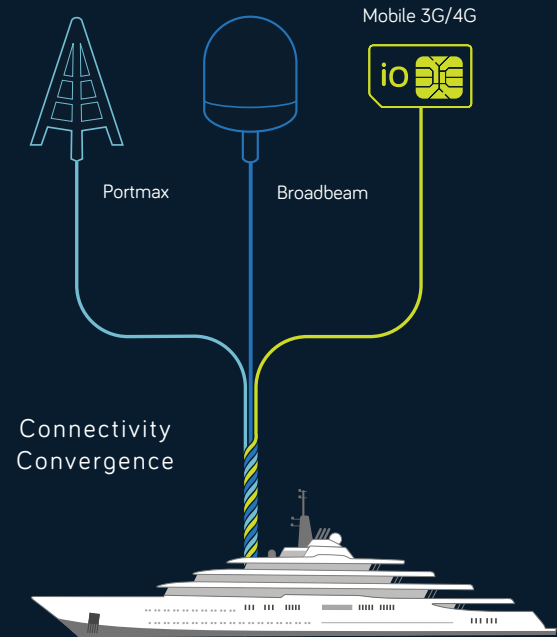 Mobile 3G/4G
io
Portmax
Broadbeam
Connectivity
Convergence